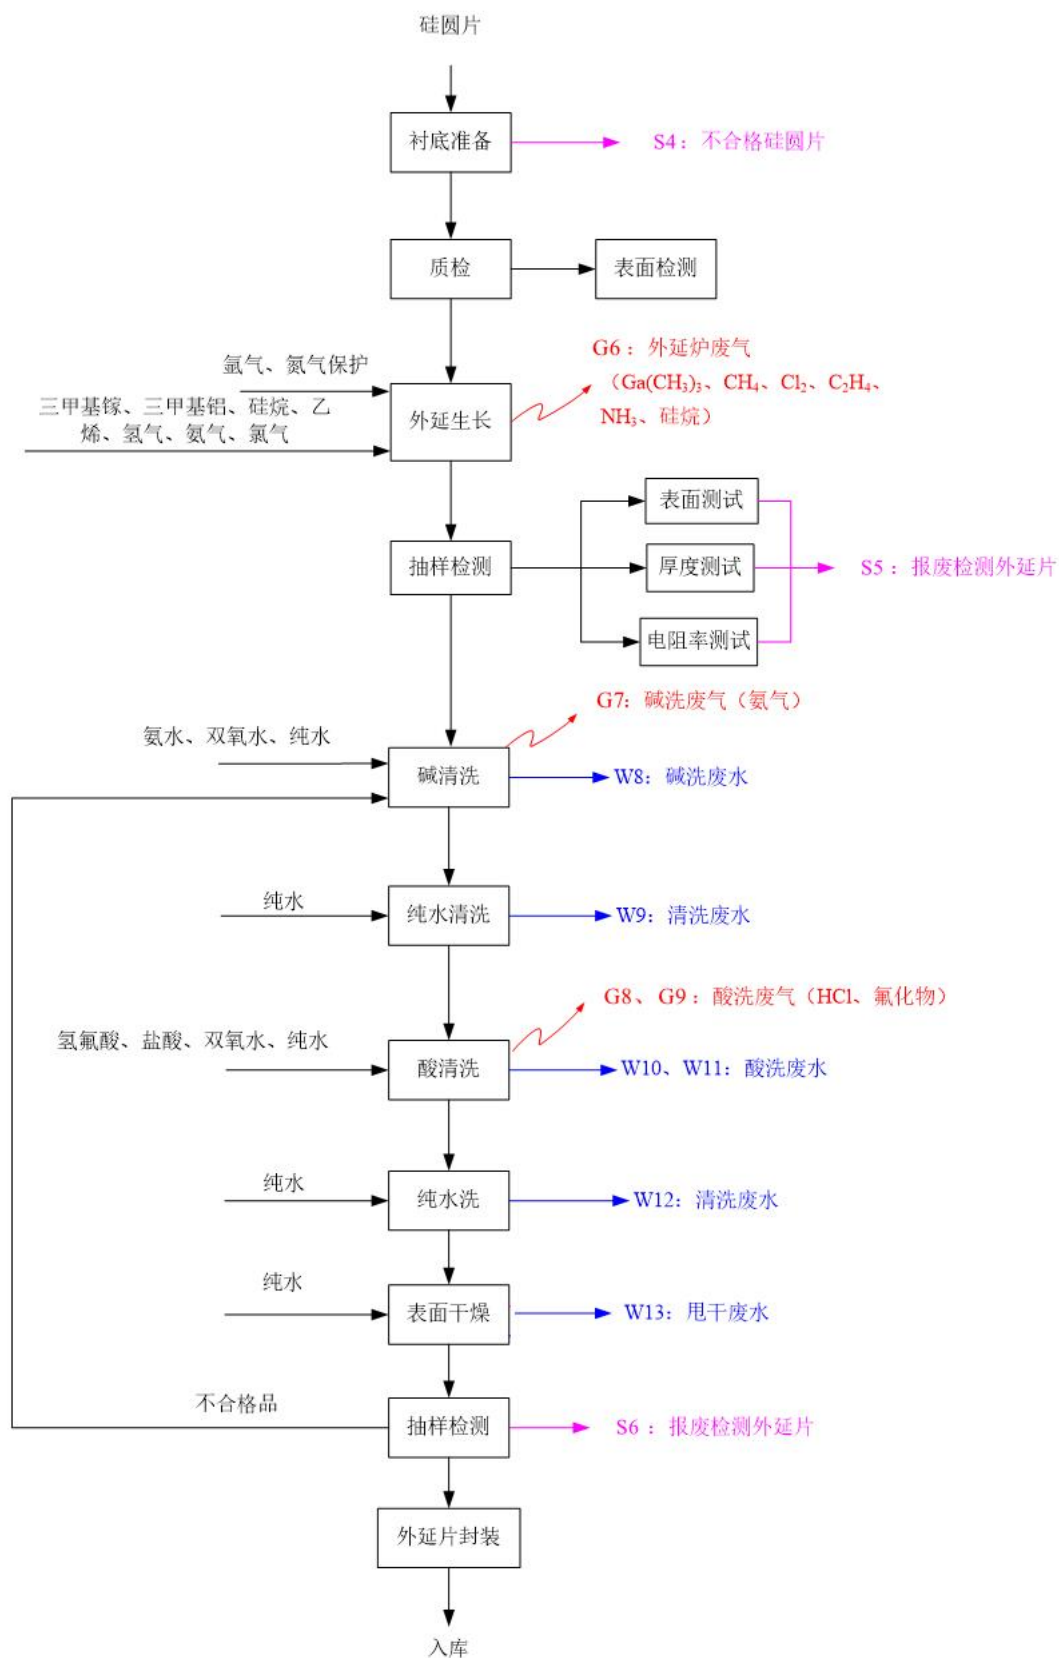 硅圆片
衬底准备
S4：不合格硅圆片
质检
表面检测
氩气、氮气保护
G6：外延炉废气
（Ga(CH₃)₃、CH₄、Cl₂、C₂H₄、
NH₃、硅烷）
三甲基镓、三甲基铝、硅烷、乙
烯、氢气、氨气、氯气
外延生长
表面测试
抽样检测
厚度测试
S5：报废检测外延片
电阻率测试
G7：碱洗废气（氨气）
氨水、双氧水、纯水
碱清洗
W8：碱洗废水
纯水
纯水清洗
W9：清洗废水
G8、G9：酸洗废气（HCl、氟化物）
氢氟酸、盐酸、双氧水、纯水
酸清洗
W10、W11：酸洗废水
纯水
纯水洗
W12：清洗废水
纯水
表面干燥
W13：甩干废水
不合格品
抽样检测
S6：报废检测外延片
外延片封装
入库